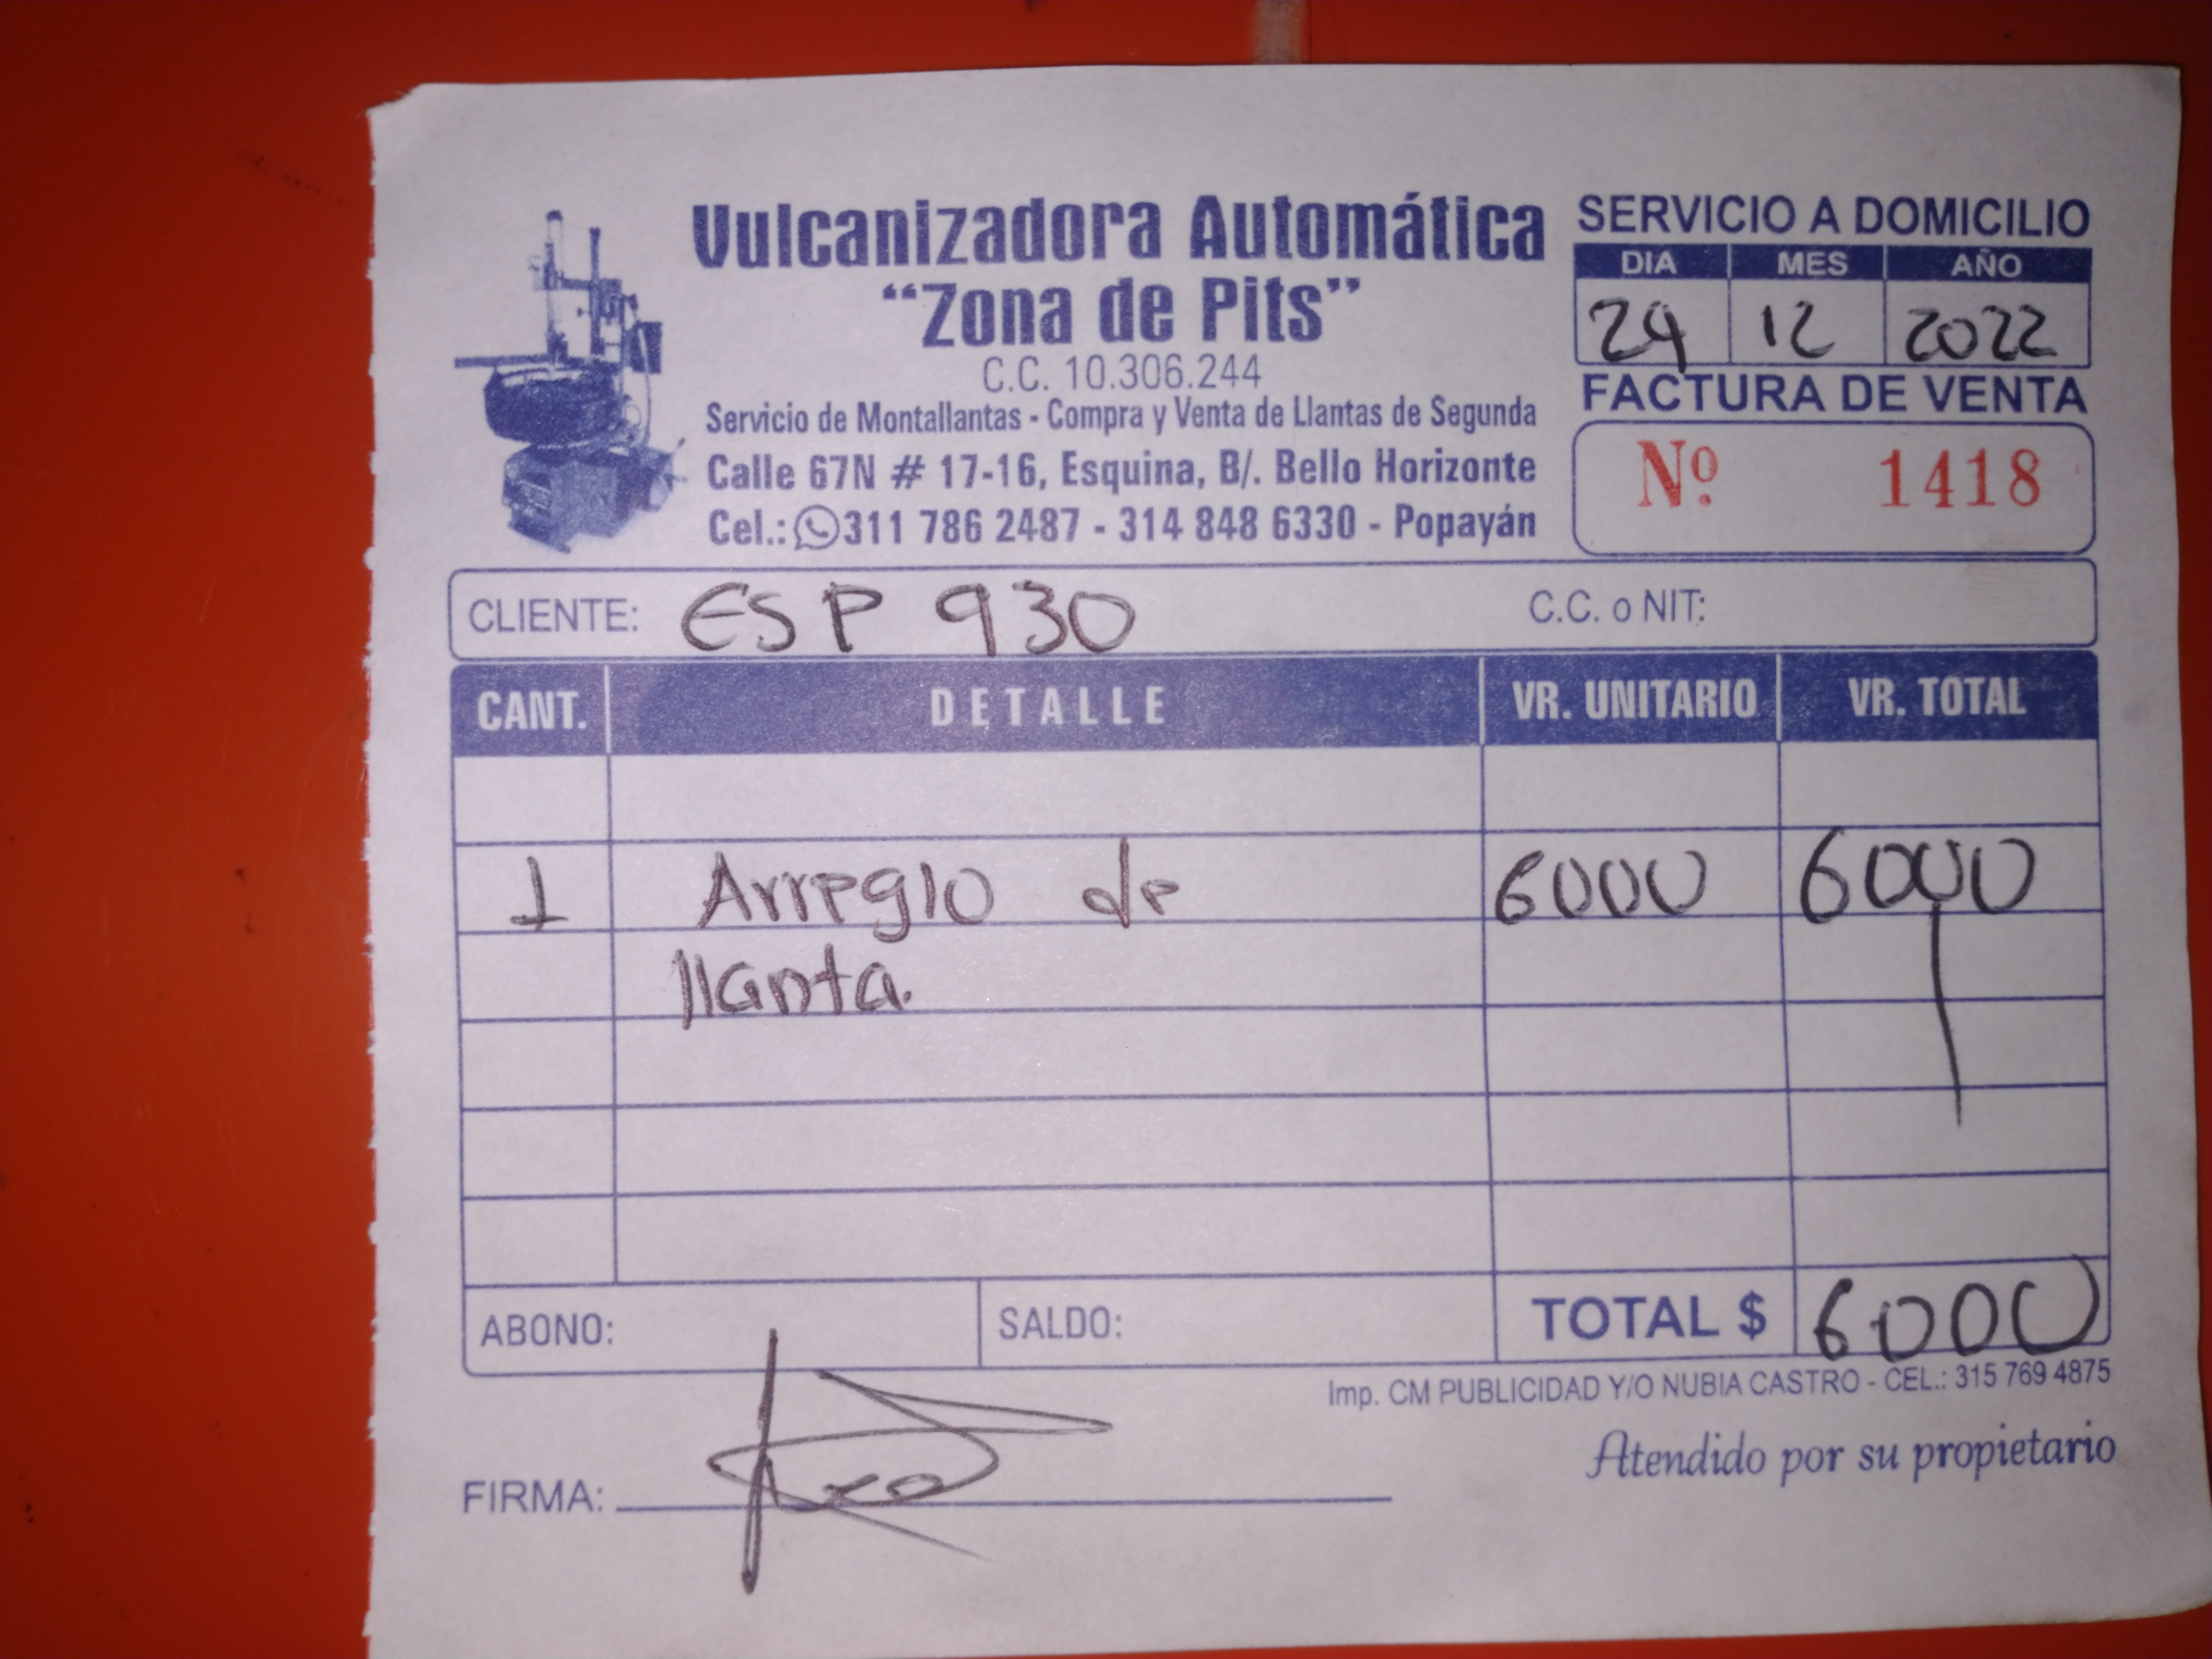 Vulcanizadora Automática
"Zona de Pits"
C.C. 10.306.244
Servicio de Montallantas - Compra y Venta de Llantas de Segunda
Calle 67N # 17-16, Esquina, B/. Bello Horizonte
Cel.: 311 786 2487 - 314 848 6330 - Popayán
SERVICIO A DOMICILIO
DIA MES AÑO
24 12 2022
FACTURA DE VENTA
Nº 1418
CLIENTE: ESP 930 C.C. o NIT:
CANT. DETALLE VR. UNITARIO VR. TOTAL
1 Arreglo de 6000 6000
llanta.
ABONO: SALDO: TOTAL $ 6000
Imp. CM PUBLICIDAD Y/O NUBIA CASTRO - CEL.: 315 769 4875
Atendido por su propietario
FIRMA: